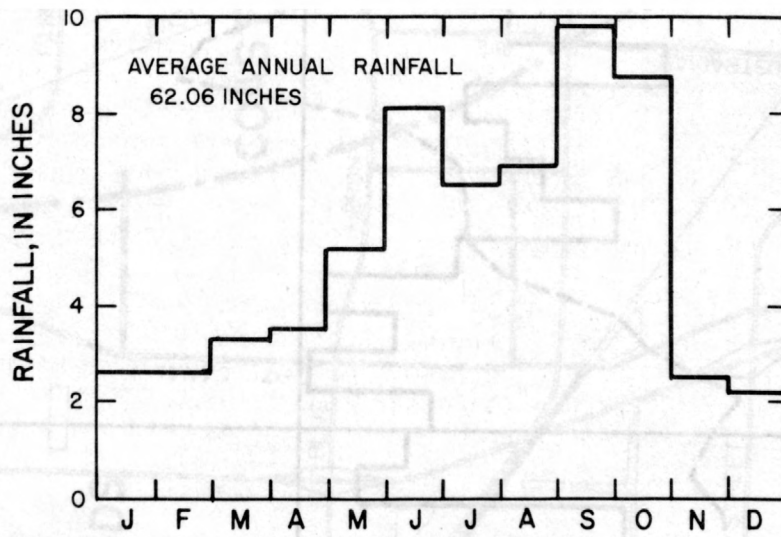 AVERAGE ANNUAL RAINFALL
62.06 INCHES
RAINFALL, IN INCHES
10
8
6
4
2
0
J F M A M J J A S O N D